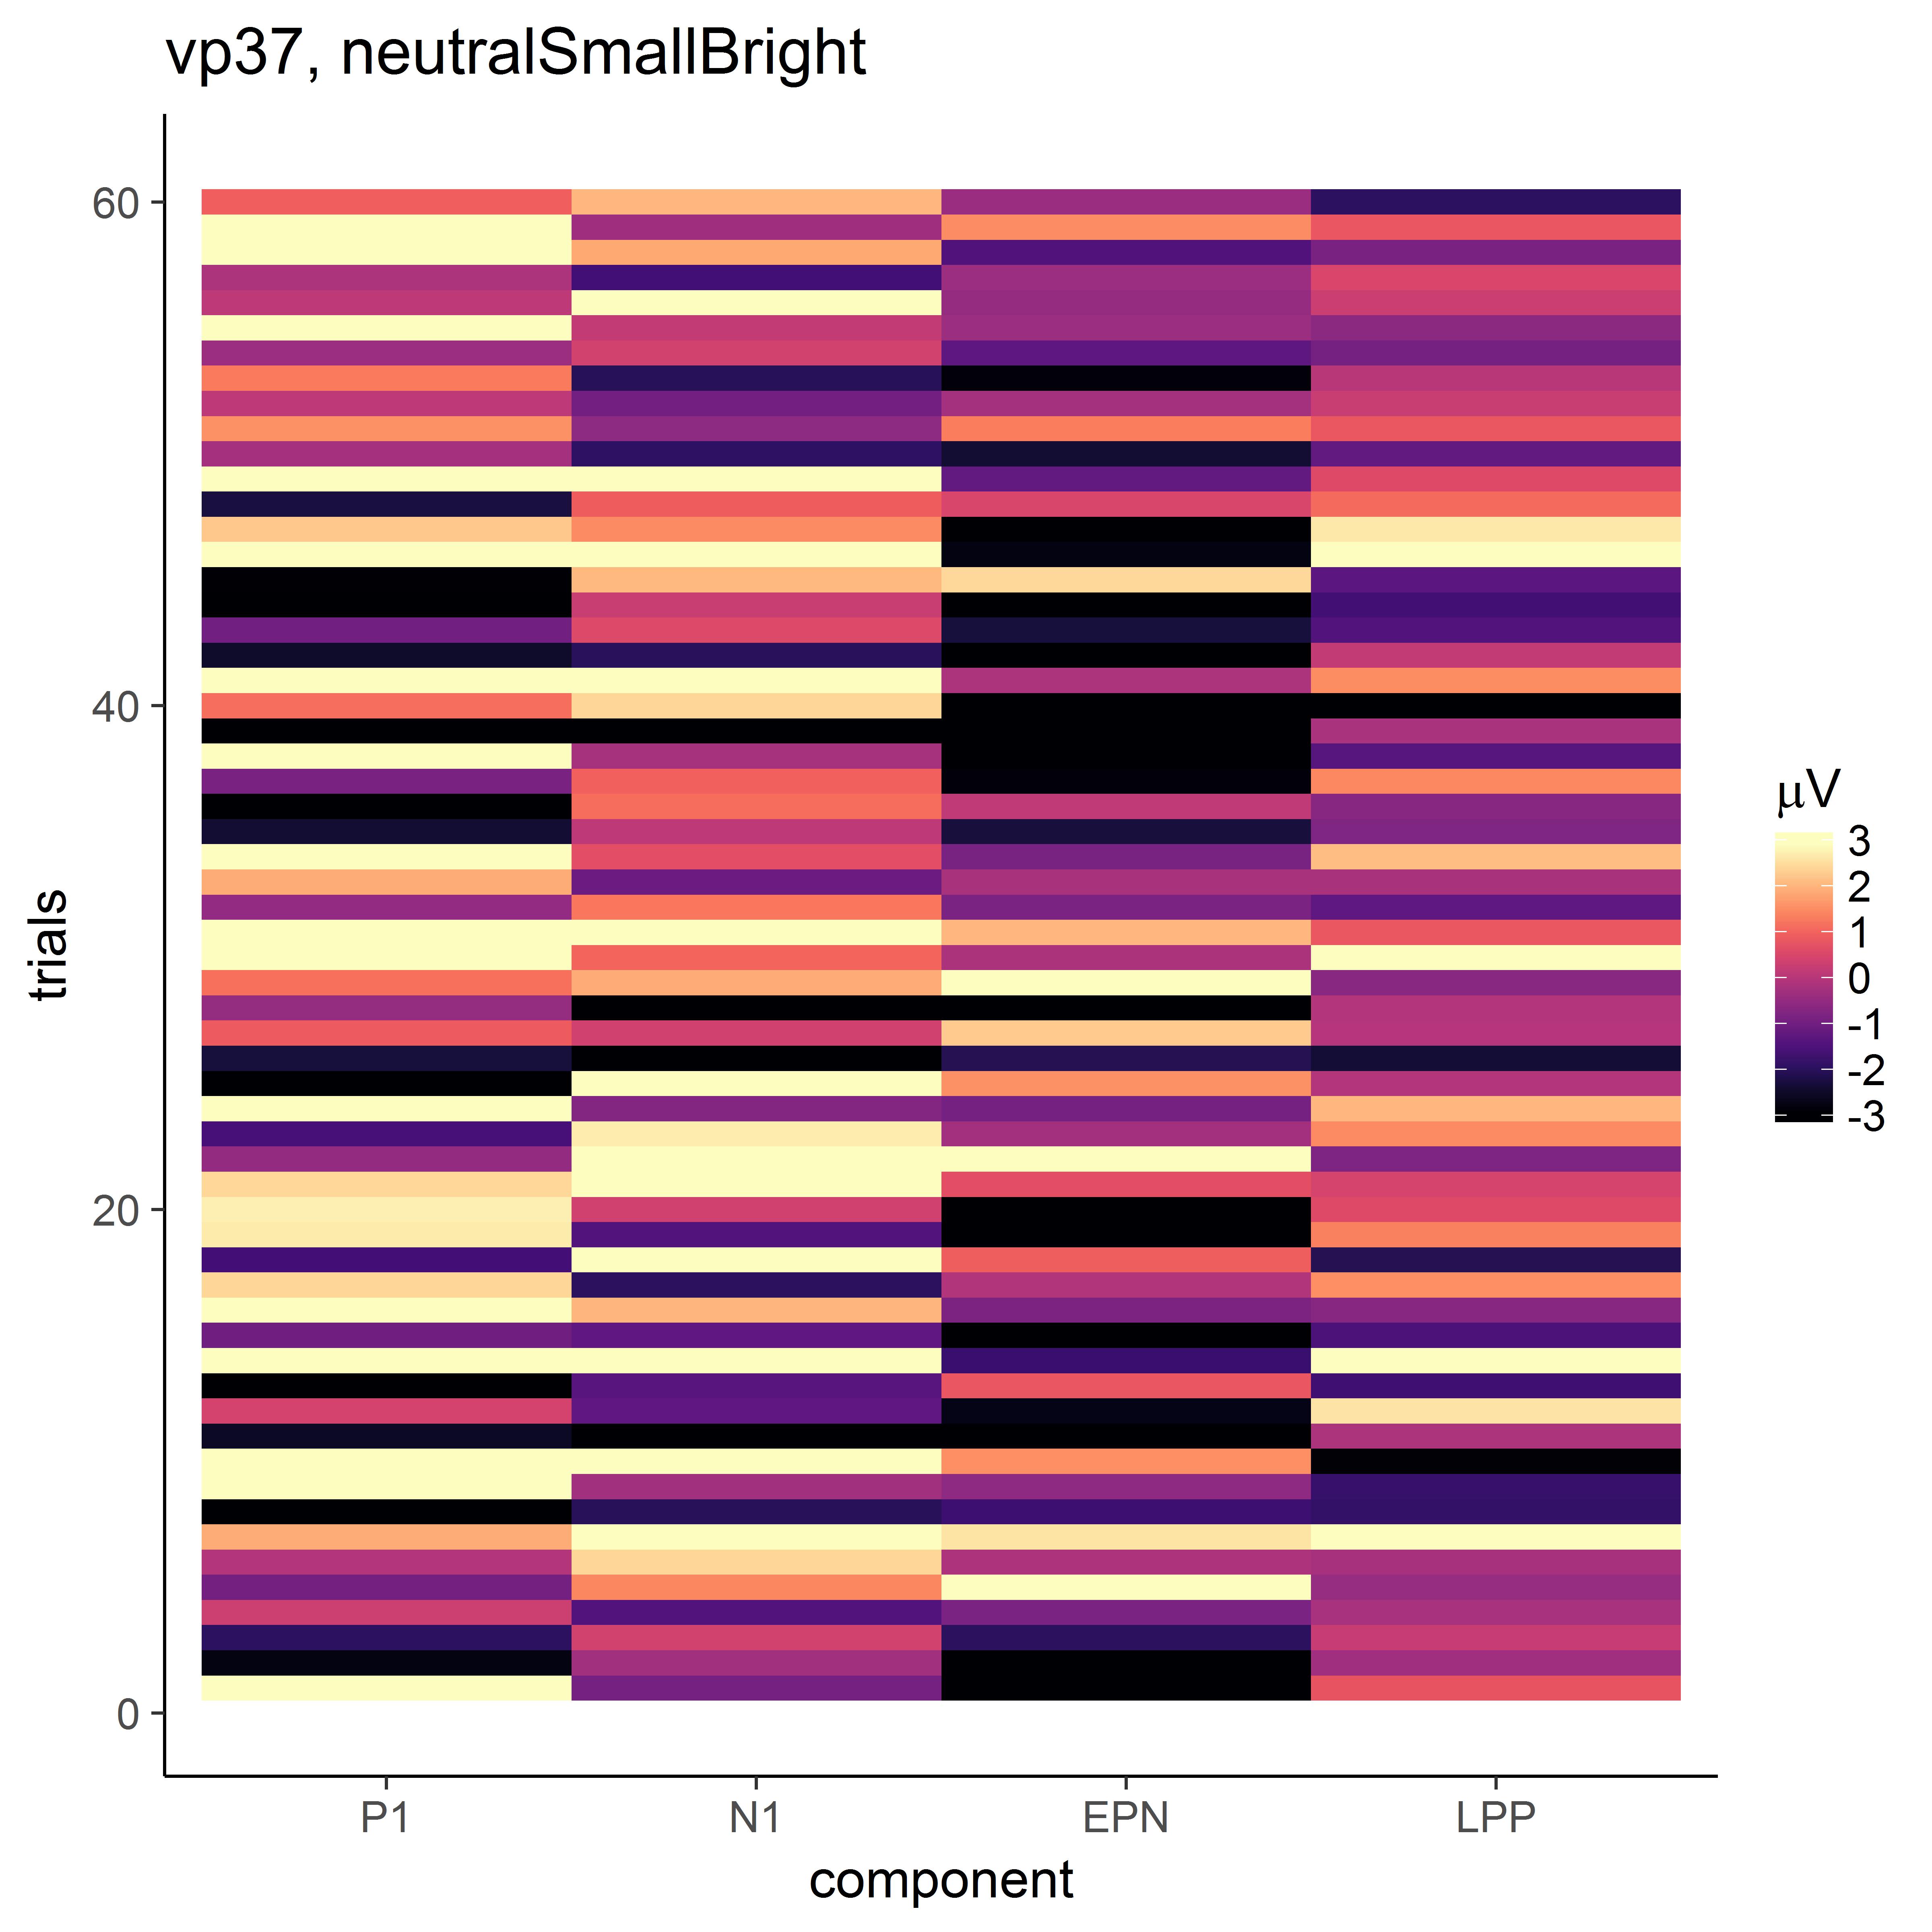 vp37, neutralSmallBright
60
40
20
0
trials
P1 N1 EPN LPP
component
μV
3
2
1
0
-1
-2
-3